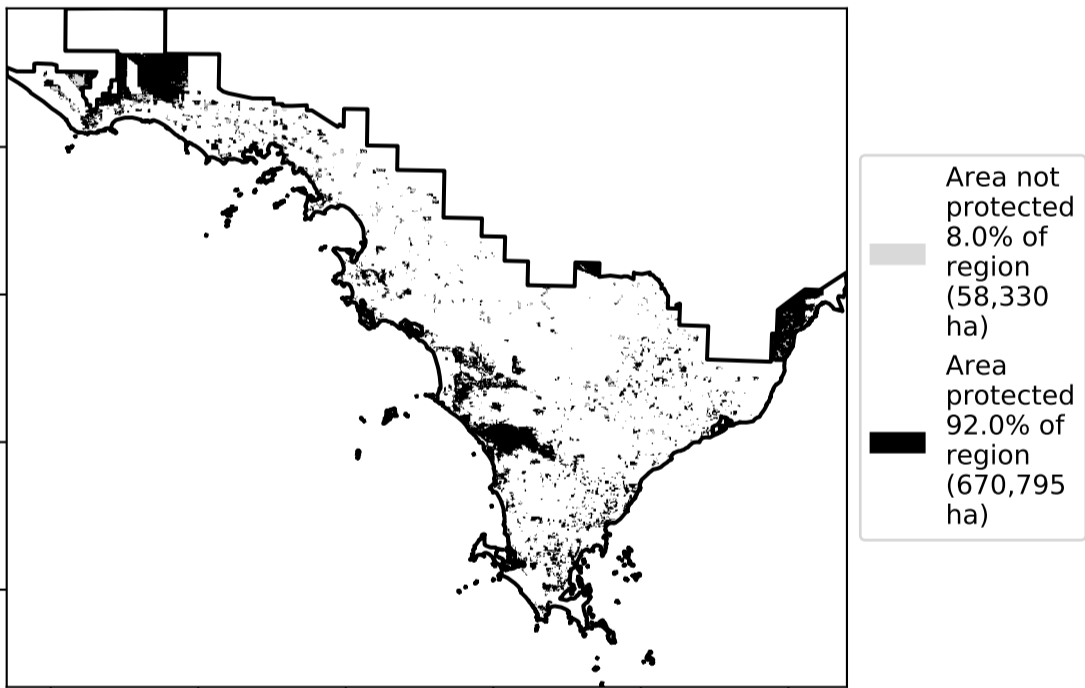 Area not
protected
8.0% of
region
(58,330
ha)
Area
protected
92.0% of
region
(670,795
ha)